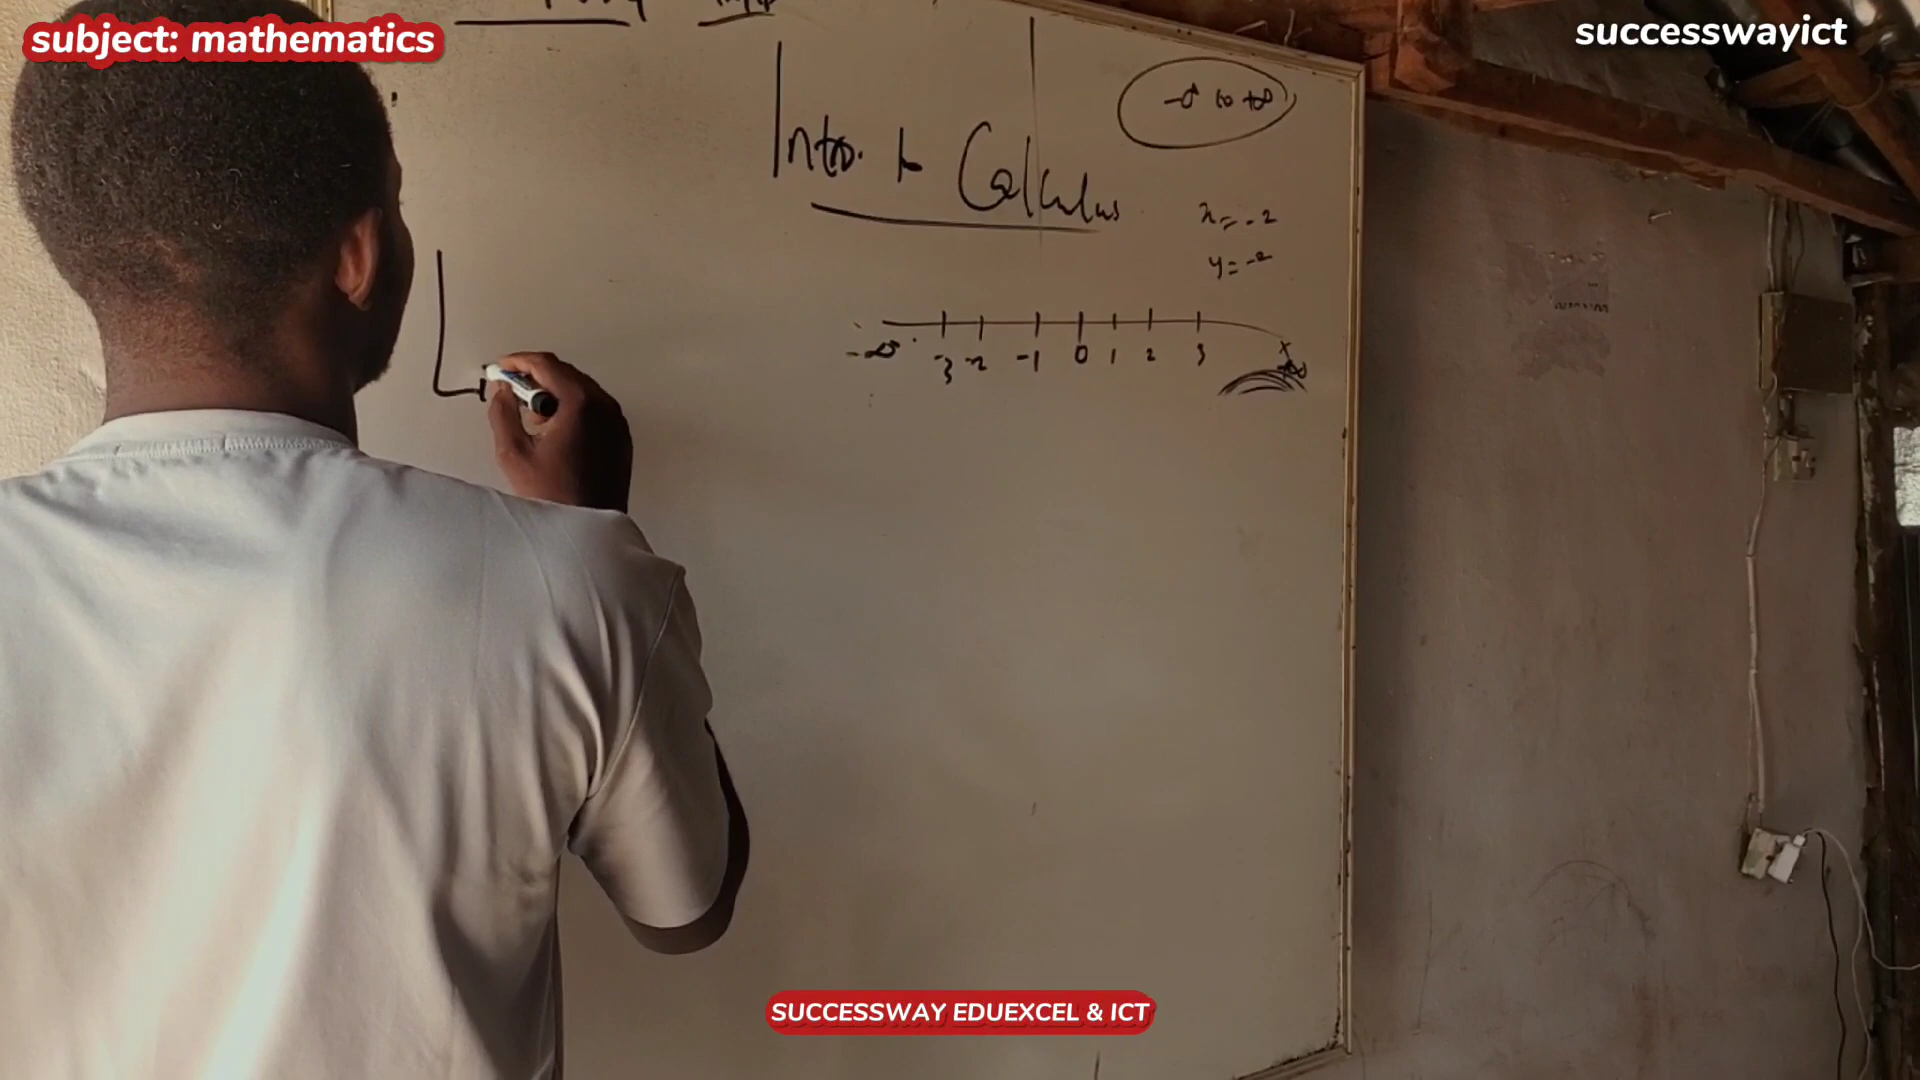 subject: mathematics
successwayict
-∞ to +∞
Intro. to Calculus
x = -2
y = -2
-∞ -3 -2 -1 0 1 2 3 +∞
SUCCESSWAY EDUEXCEL & ICT